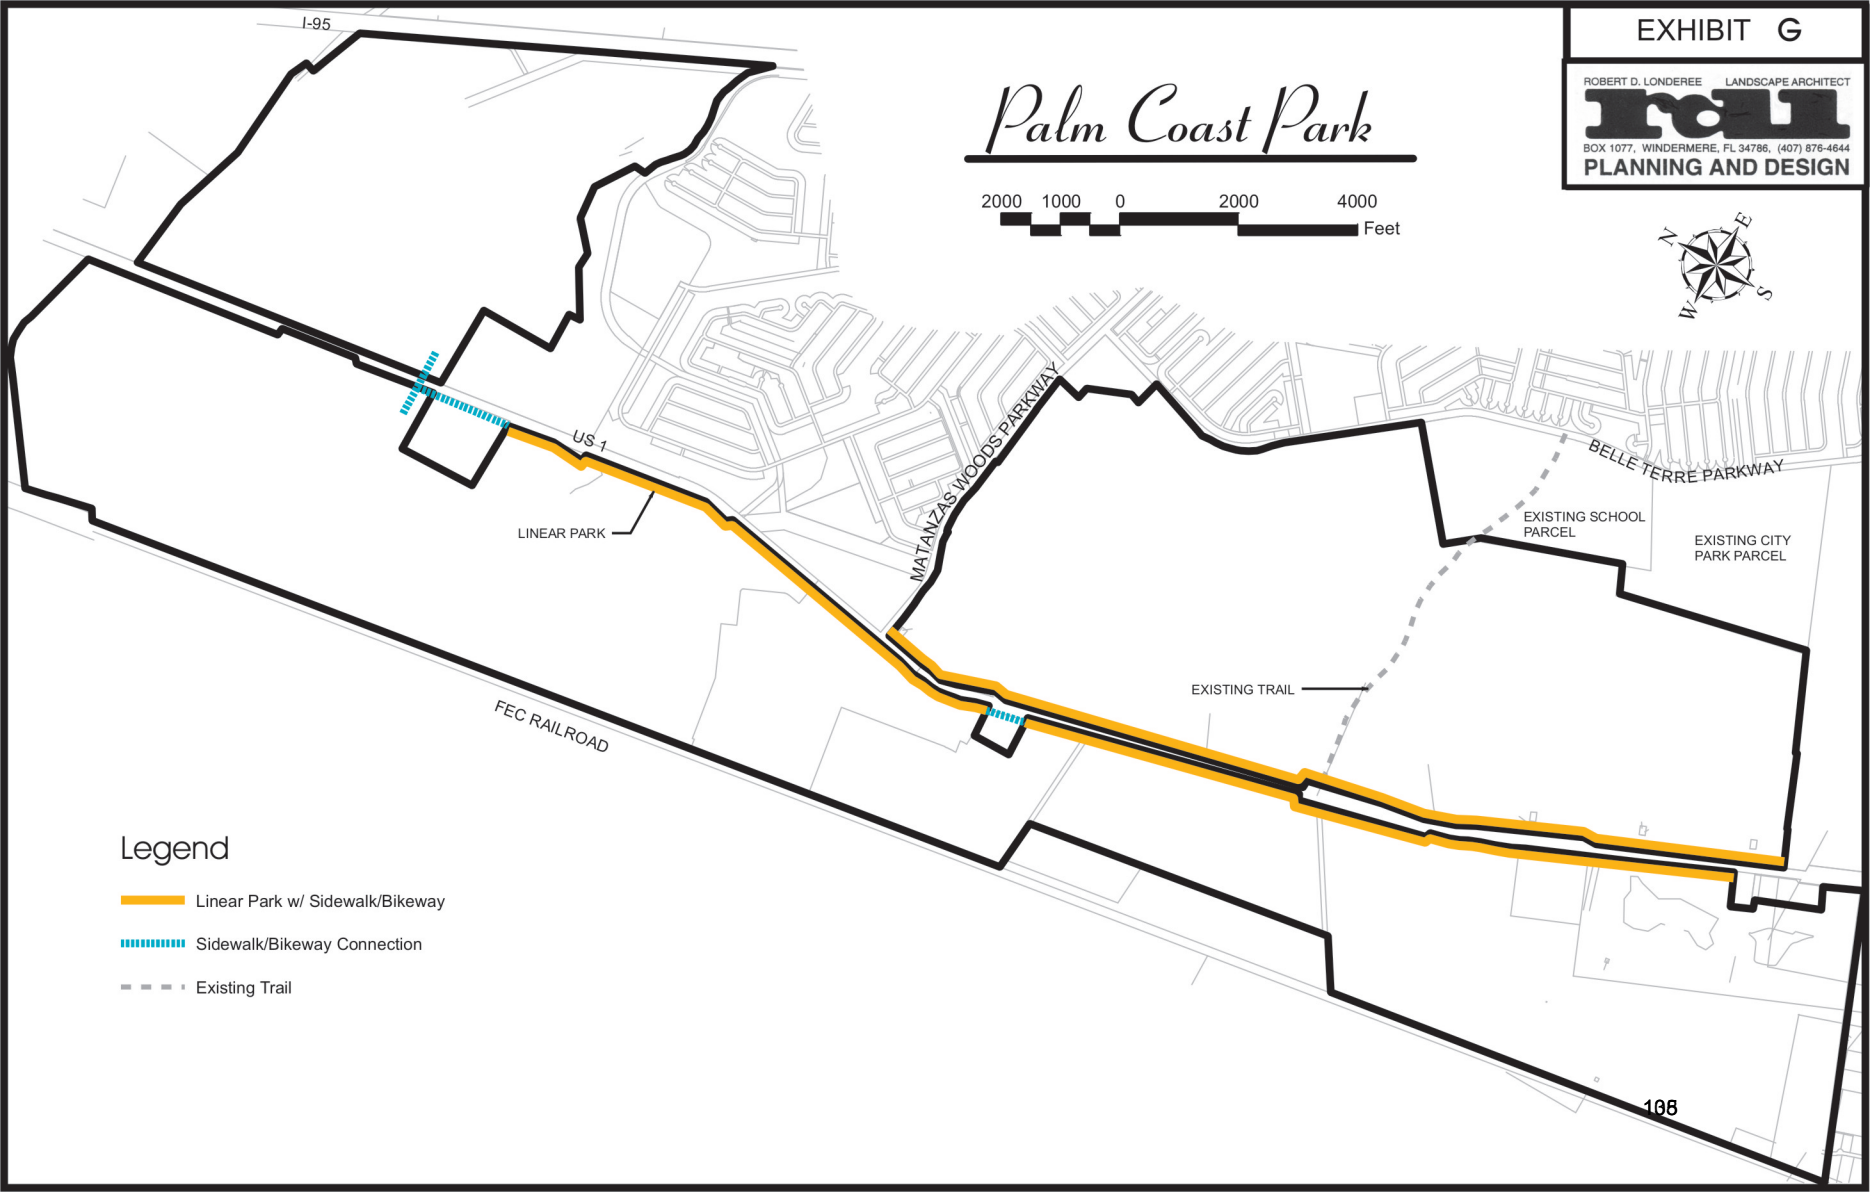 I-95
EXHIBIT G
ROBERT D. LONDEREE LANDSCAPE ARCHITECT
rdll
BOX 1077, WINDERMERE, FL 34786, (407) 876-4644
PLANNING AND DESIGN
Palm Coast Park
2000 1000 0 2000 4000
Feet
N
E
S
W
US 1
MATANZAS WOODS PARKWAY
BELLE TERRE PARKWAY
LINEAR PARK
EXISTING SCHOOL
PARCEL
EXISTING CITY
PARK PARCEL
EXISTING TRAIL
FEC RAILROAD
Legend
Linear Park w/ Sidewalk/Bikeway
Sidewalk/Bikeway Connection
Existing Trail